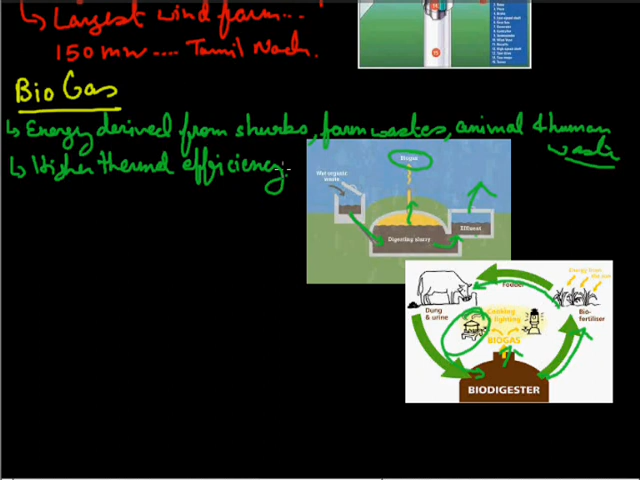 ↳ Largest wind farm...
150 mw .... Tamil Nadu.
Bio Gas
↳ Energy derived from shurbs, farm wastes, animal & human
waste
↳ Higher thermal efficiency:
Biogas
Wet organic
waste
Digesting slurry
Effluent
Energy from
the sun
Fodder
Dung
& urine
Cooking
Lighting
Bio-
fertiliser
BIOGAS
BIODIGESTER